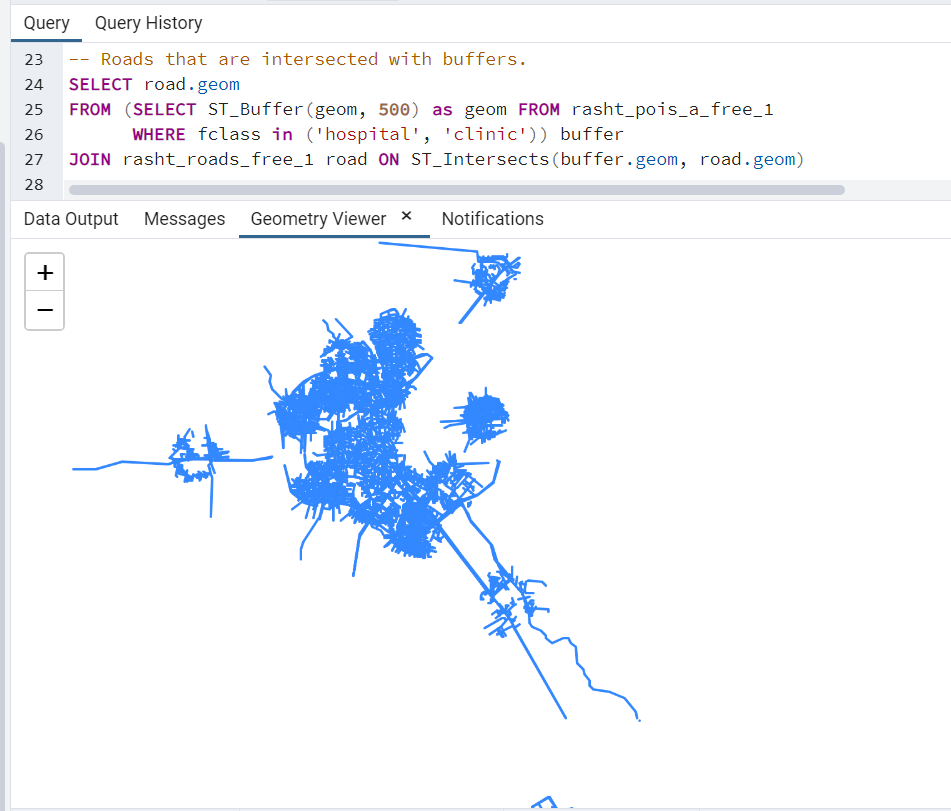 Query Query History
23 -- Roads that are intersected with buffers.
24 SELECT road.geom
25 FROM (SELECT ST_Buffer(geom, 500) as geom FROM rasht_pois_a_free_1
26 WHERE fclass in ('hospital', 'clinic')) buffer
27 JOIN rasht_roads_free_1 road ON ST_Intersects(buffer.geom, road.geom)
28
Data Output Messages Geometry Viewer × Notifications
+
−